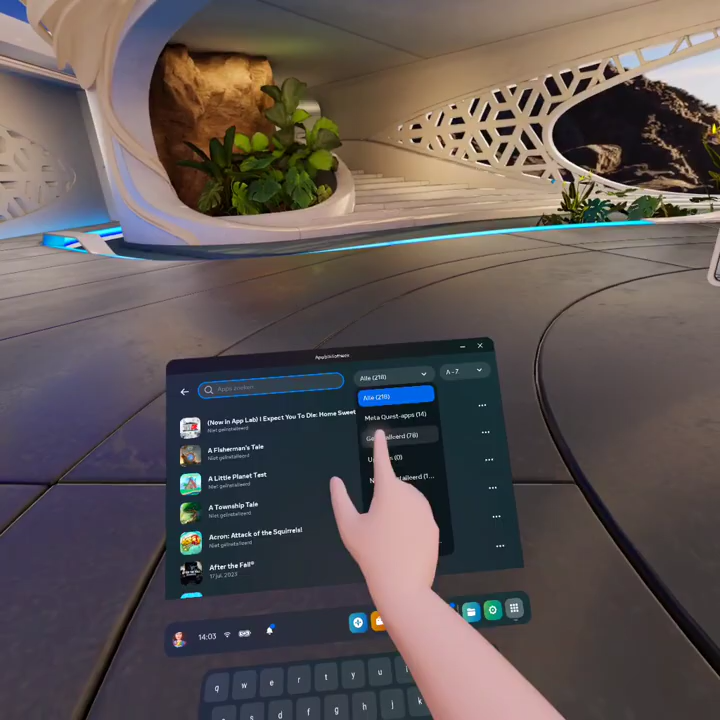 Appbibliotheek
Apps zoeken
Alle (218)
A - Z
Alle (218)
Meta Quest-apps (14)
(78)
(0)
(Now in App Lab) I Expect You To Die: Home Sweet
Niet geïnstalleerd
A Fisherman's Tale
Niet geïnstalleerd
A Little Planet Test
Niet geïnstalleerd
A Township Tale
Niet geïnstalleerd
Acron: Attack of the Squirrels!
Niet geïnstalleerd
After the Fall®
17 jul. 2023
14:03
q w e r t y u
s d f g h j k